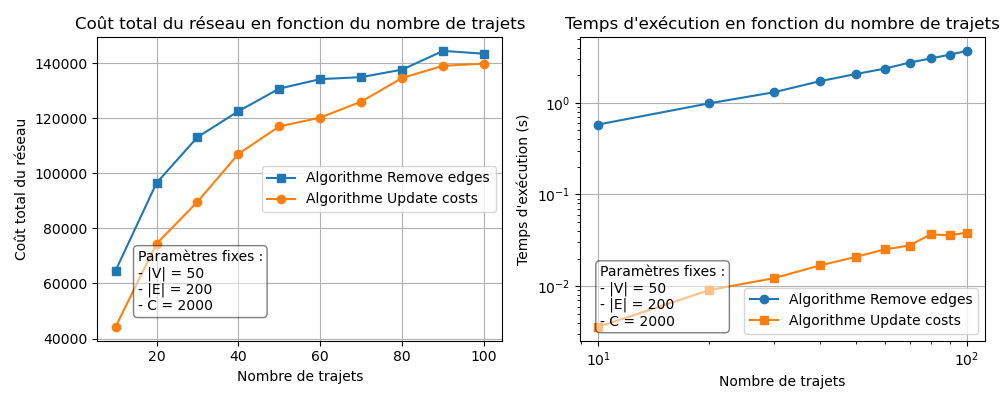 Coût total du réseau en fonction du nombre de trajets
Coût total du réseau
140000
120000
100000
80000
60000
40000
Algorithme Remove edges
Algorithme Update costs
Paramètres fixes :
- |V| = 50
- |E| = 200
- C = 2000
20 40 60 80 100
Nombre de trajets
Temps d'exécution en fonction du nombre de trajets
Temps d'exécution (s)
10⁰
10⁻¹
10⁻²
Paramètres fixes :
- |V| = 50
- |E| = 200
- C = 2000
Algorithme Remove edges
Algorithme Update costs
10¹ 10²
Nombre de trajets